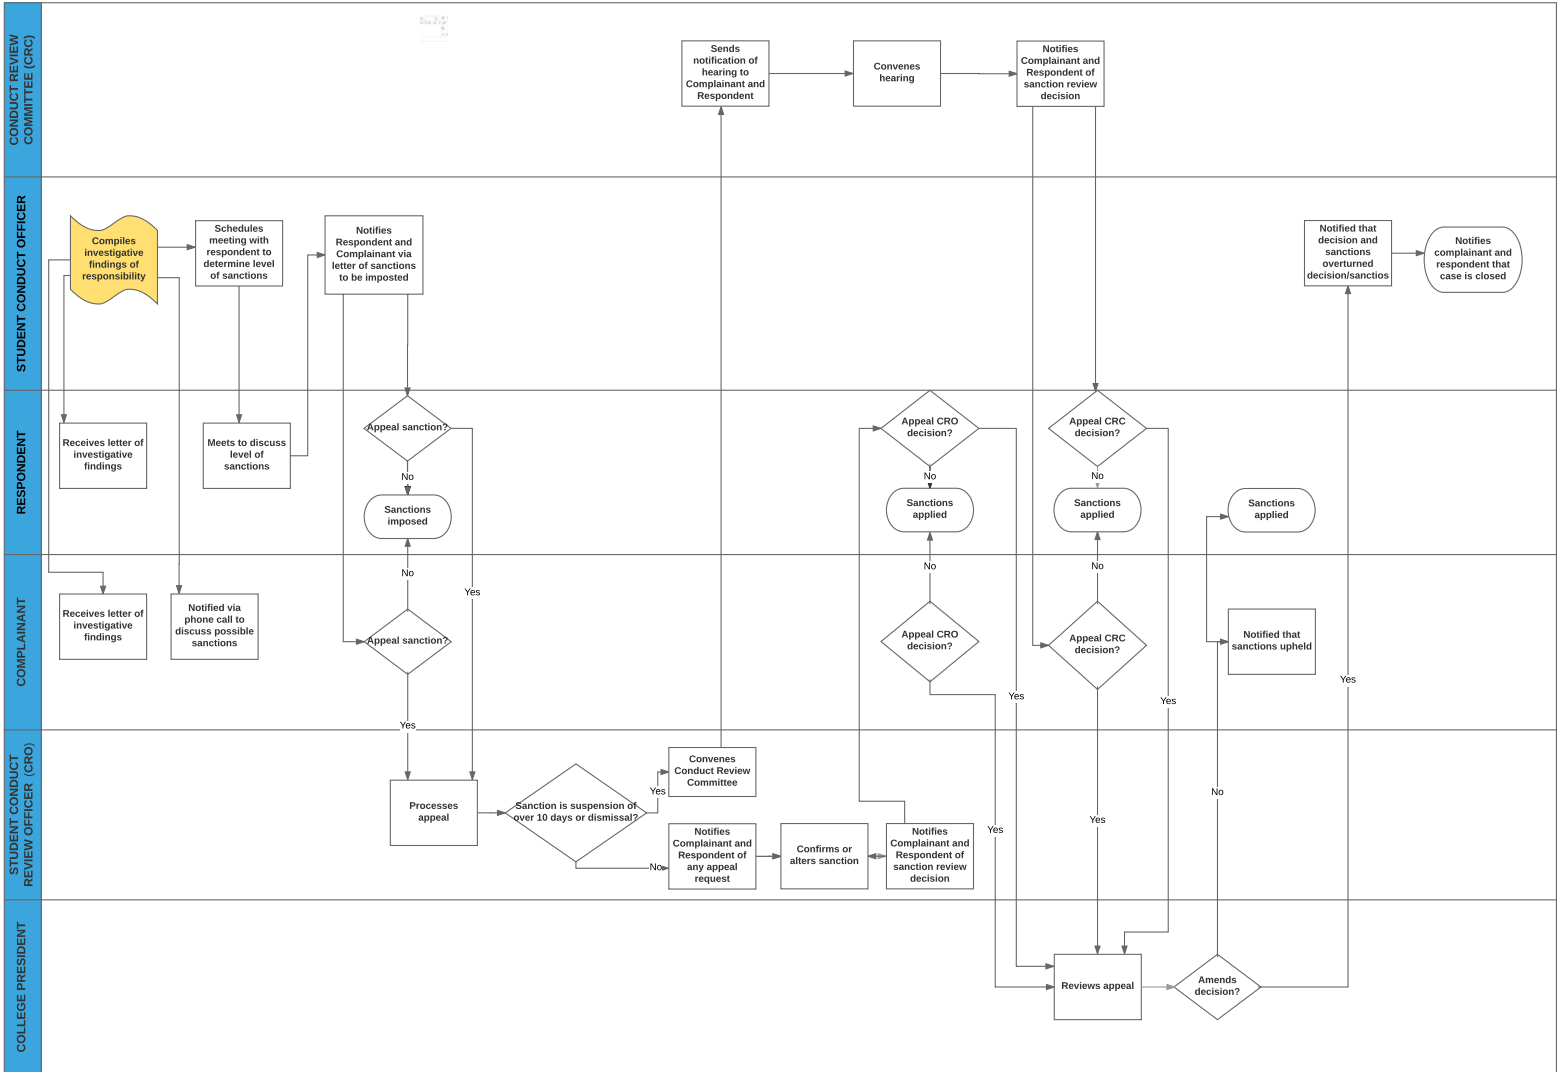 CONDUCT REVIEW
COMMITTEE (CRC)
Sends
notification of
hearing to
Complainant and
Respondent
Convenes
hearing
Notifies
Complainant and
Respondent of
sanction review
decision
STUDENT CONDUCT OFFICER
Compiles
investigative
findings of
responsibility
Schedules
meeting with
respondent to
determine level
of sanctions
Notifies
Respondent and
Complainant via
letter of sanctions
to be imposed
Notified that
decision and
sanctions
overturned
decision/sanctios
Notifies
complainant and
respondent that
case is closed
RESPONDENT
Receives letter of
investigative
findings
Meets to discuss
level of
sanctions
Appeal sanction?
No
Sanctions
imposed
Appeal CRO
decision?
No
Sanctions
applied
Appeal CRC
decision?
No
Sanctions
applied
Sanctions
applied
COMPLAINANT
Receives letter of
investigative
findings
Notified via
phone call to
discuss possible
sanctions
No
Appeal sanction?
Yes
Yes
No
Appeal CRO
decision?
Yes
No
Appeal CRC
decision?
Yes
Notified that
sanctions upheld
Yes
STUDENT CONDUCT
REVIEW OFFICER (CRO)
Processes
appeal
Sanction is suspension of
over 10 days or dismissal?
Yes
No
Convenes
Conduct Review
Committee
Notifies
Complainant and
Respondent of
any appeal
request
Confirms or
alters sanction
Notifies
Complainant and
Respondent of
sanction review
decision
Yes
Yes
No
COLLEGE PRESIDENT
Reviews appeal
Amends
decision?